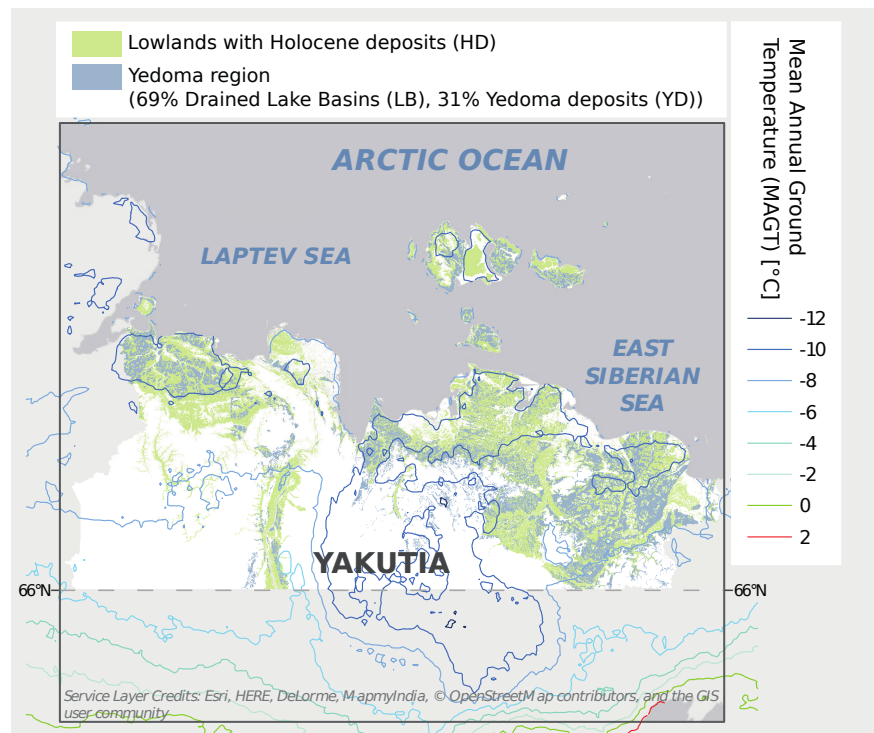 Lowlands with Holocene deposits (HD)
Yedoma region
(69% Drained Lake Basins (LB), 31% Yedoma deposits (YD))
Mean Annual Ground
Temperature (MAGT) [°C]
-12
-10
-8
-6
-4
-2
0
2
ARCTIC OCEAN
LAPTEV SEA
EAST
SIBERIAN
SEA
YAKUTIA
66°N
66°N
Service Layer Credits: Esri, HERE, DeLorme, MapmyIndia, © OpenStreetMap contributors, and the GIS
user community